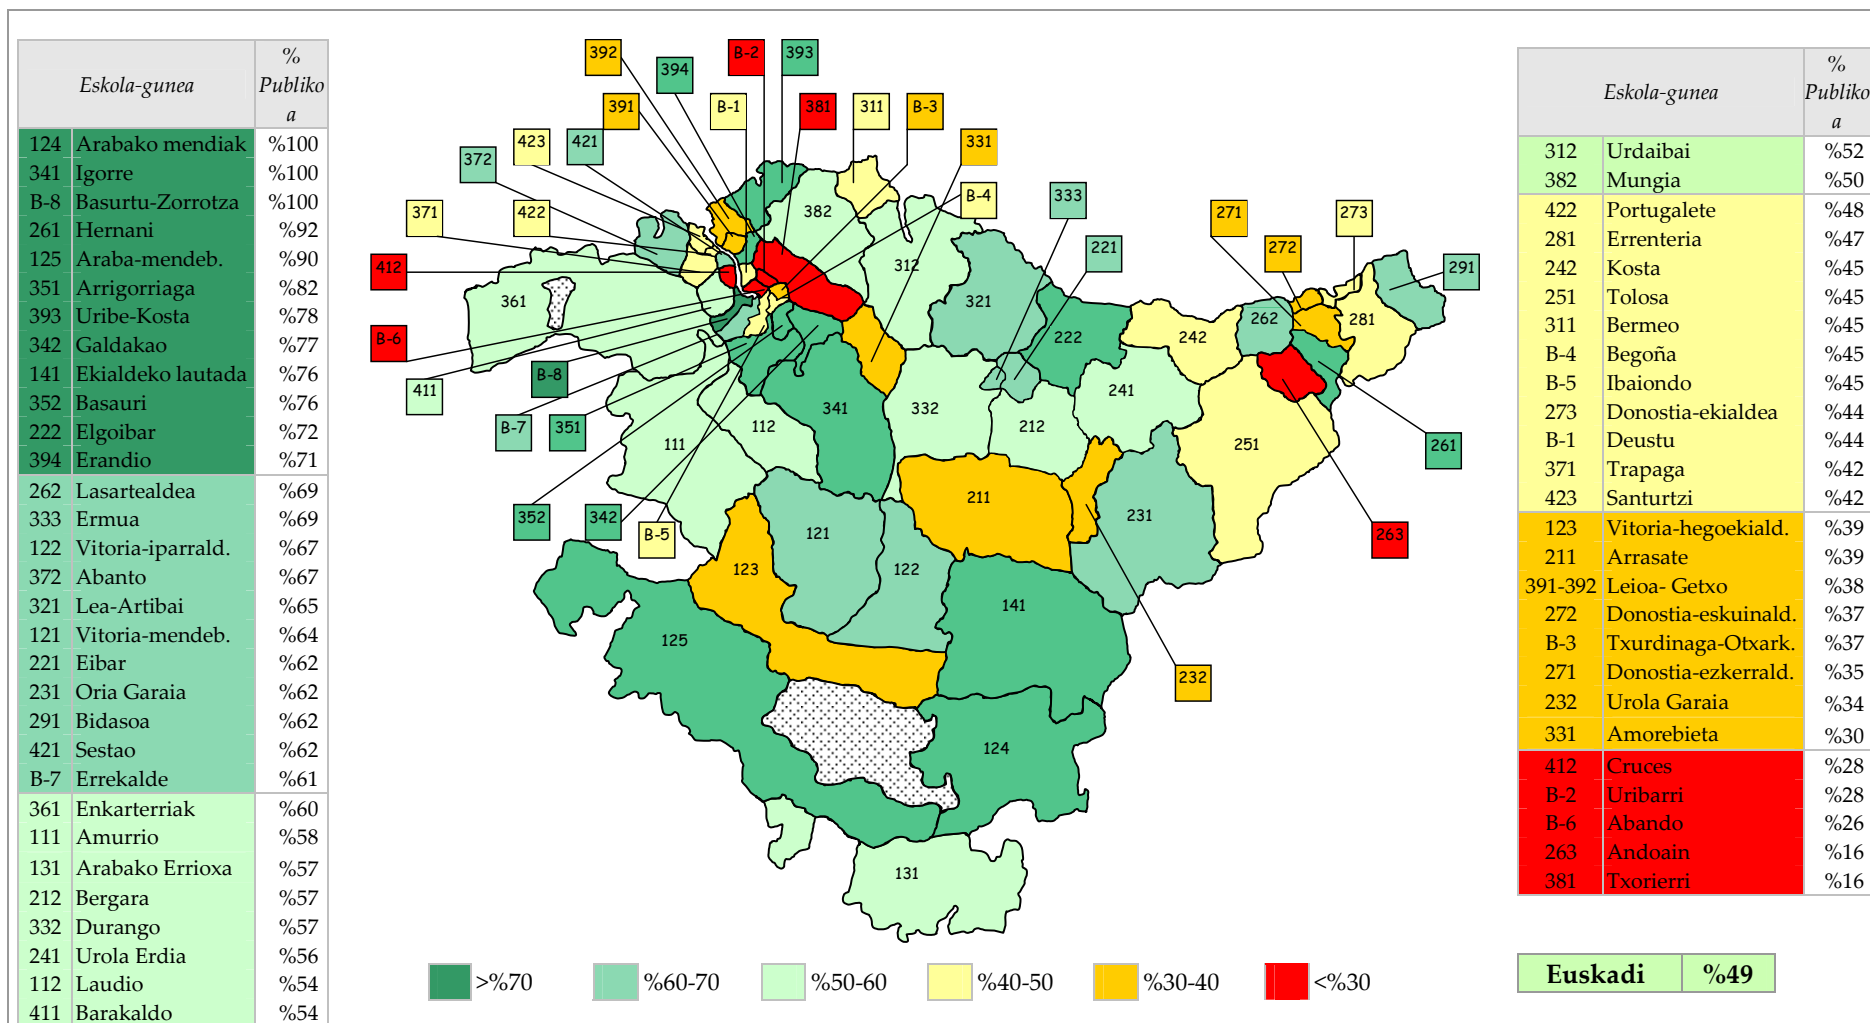 Eskola-gunea % Publiko a
124 Arabako mendiak %100
341 Igorre %100
B-8 Basurtu-Zorrotza %100
261 Hernani %92
125 Araba-mendeb. %90
351 Arrigorriaga %82
393 Uribe-Kosta %78
342 Galdakao %77
141 Ekialdeko lautada %76
352 Basauri %76
222 Elgoibar %72
394 Erandio %71
262 Lasartealdea %69
333 Ermua %69
122 Vitoria-iparrald. %67
372 Abanto %67
321 Lea-Artibai %65
121 Vitoria-mendeb. %64
221 Eibar %62
231 Oria Garaia %62
291 Bidasoa %62
421 Sestao %62
B-7 Errekalde %61
361 Enkarterriak %60
111 Amurrio %58
131 Arabako Errioxa %57
212 Bergara %57
332 Durango %57
241 Urola Erdia %56
112 Laudio %54
411 Barakaldo %54
392
394
B-2
393
391
B-1
381
311
B-3
423
421
331
372
B-4
333
371
422
382
271
273
221
412
312
272
291
361
321
262
281
B-6
222
242
411
B-8
341
332
241
B-7
351
111
112
212
251
261
211
352
342
B-5
121
231
263
123
122
141
125
232
124
131
>%70
%60-70
%50-60
%40-50
%30-40
<%30
Eskola-gunea % Publiko a
312 Urdaibai %52
382 Mungia %50
422 Portugalete %48
281 Errenteria %47
242 Kosta %45
251 Tolosa %45
311 Bermeo %45
B-4 Begoña %45
B-5 Ibaiondo %45
273 Donostia-ekialdea %44
B-1 Deustu %44
371 Trapaga %42
423 Santurtzi %42
123 Vitoria-hegoekiald. %39
211 Arrasate %39
391-392 Leioa- Getxo %38
272 Donostia-eskuinald. %37
B-3 Txurdinaga-Otxark. %37
271 Donostia-ezkerrald. %35
232 Urola Garaia %34
331 Amorebieta %30
412 Cruces %28
B-2 Uribarri %28
B-6 Abando %26
263 Andoain %16
381 Txorierri %16
Euskadi %49